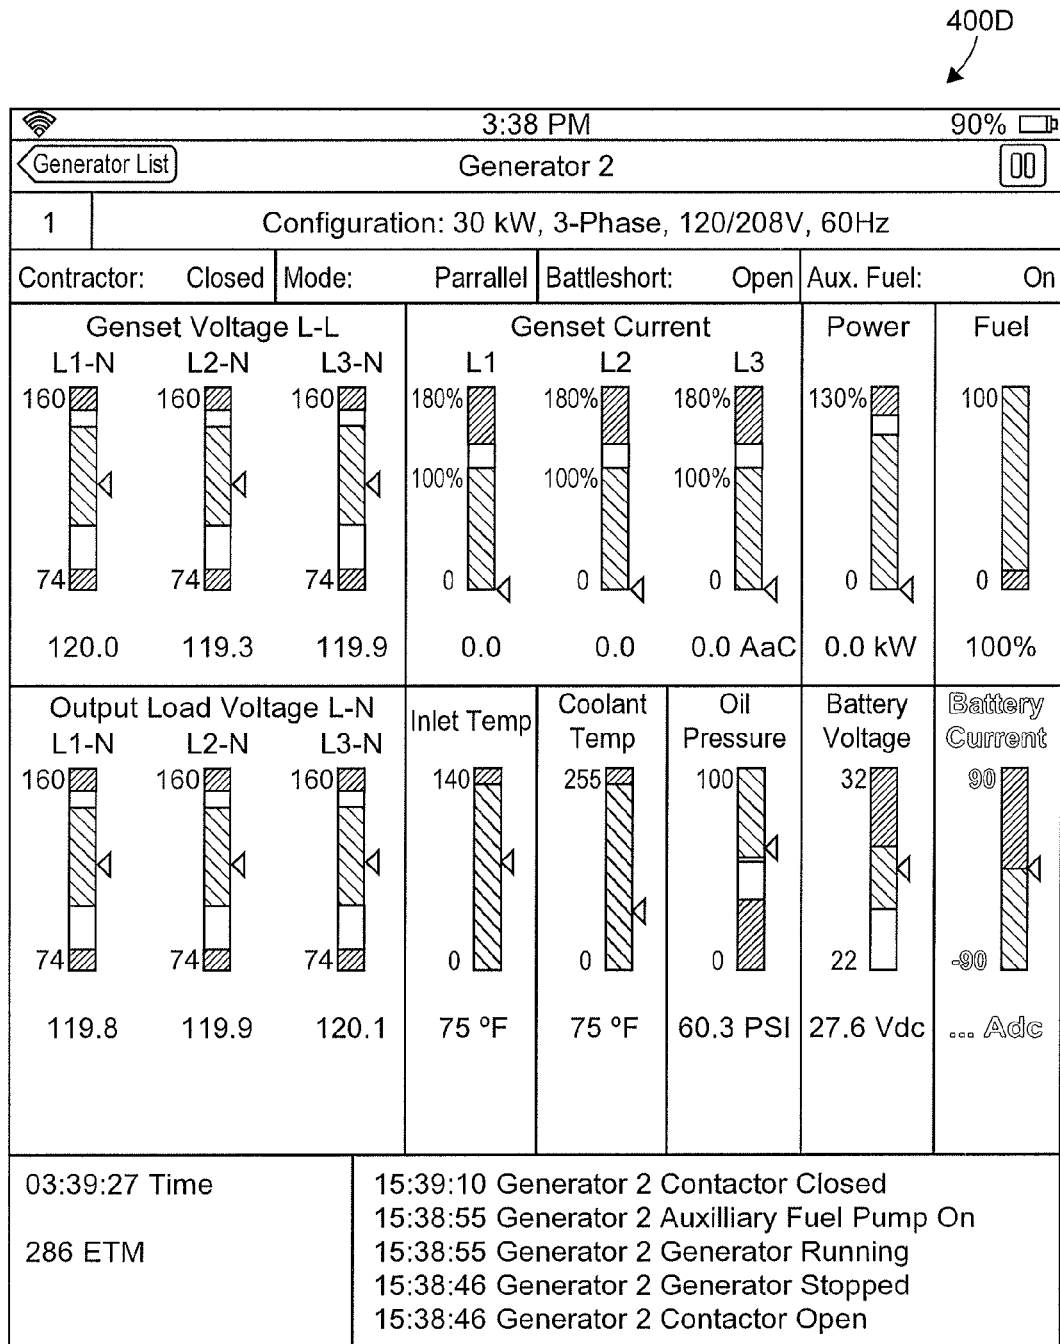 400D
3:38 PM 90%
Generator List Generator 2
1 Configuration: 30 kW, 3-Phase, 120/208V, 60Hz
Contractor: Closed Mode: Parrallel Battleshort: Open Aux. Fuel: On
Genset Voltage L-L Genset Current Power Fuel
L1-N L2-N L3-N L1 L2 L3
160 160 160 180% 180% 180% 130% 100
100% 100% 100%
74 74 74 0 0 0 0 0
120.0 119.3 119.9 0.0 0.0 0.0 AaC 0.0 kW 100%
Output Load Voltage L-N Inlet Temp Coolant Temp Oil Pressure Battery Voltage Battery Current
L1-N L2-N L3-N
160 160 160 140 255 100 32 90
74 74 74 0 0 0 22 -90
119.8 119.9 120.1 75 ºF 75 ºF 60.3 PSI 27.6 Vdc ... Adc
03:39:27 Time
286 ETM
15:39:10 Generator 2 Contactor Closed
15:38:55 Generator 2 Auxilliary Fuel Pump On
15:38:55 Generator 2 Generator Running
15:38:46 Generator 2 Generator Stopped
15:38:46 Generator 2 Contactor Open